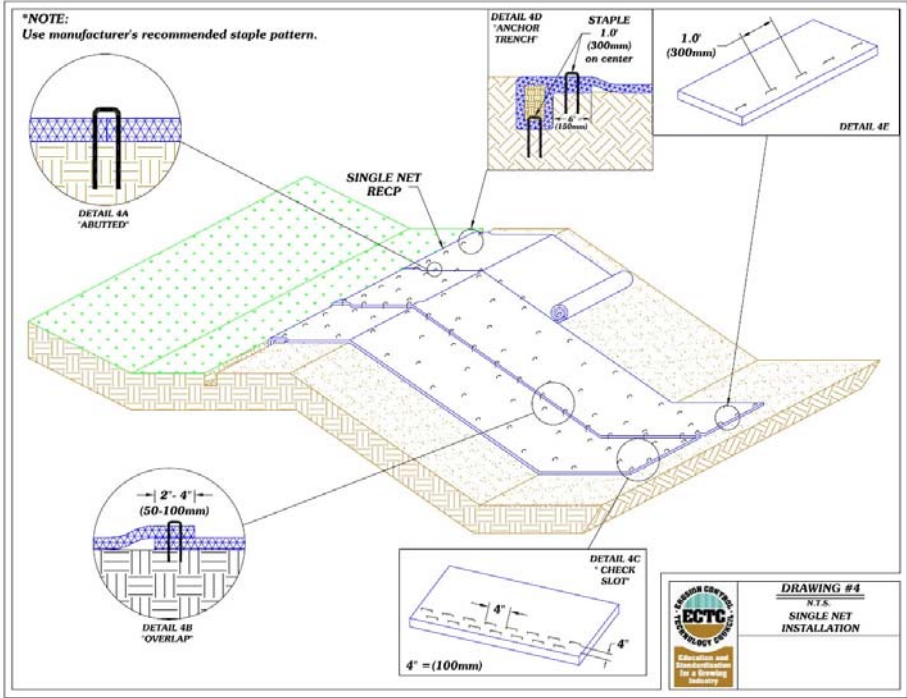 *NOTE:
Use manufacturer's recommended staple pattern.
DETAIL 4A
"ABUTTED"
SINGLE NET
RECP
DETAIL 4D
"ANCHOR
TRENCH"
STAPLE
1.0'
(300mm)
on center
6"
(150mm)
1.0'
(300mm)
DETAIL 4E
2"- 4"
(50-100mm)
DETAIL 4B
"OVERLAP"
DETAIL 4C
" CHECK
SLOT"
4"
4"
4" =(100mm)
EROSION CONTROL
ECTC
TECHNOLOGY COUNCIL
Education and
Standardization
for a Growing
Industry
DRAWING #4
N.T.S.
SINGLE NET
INSTALLATION